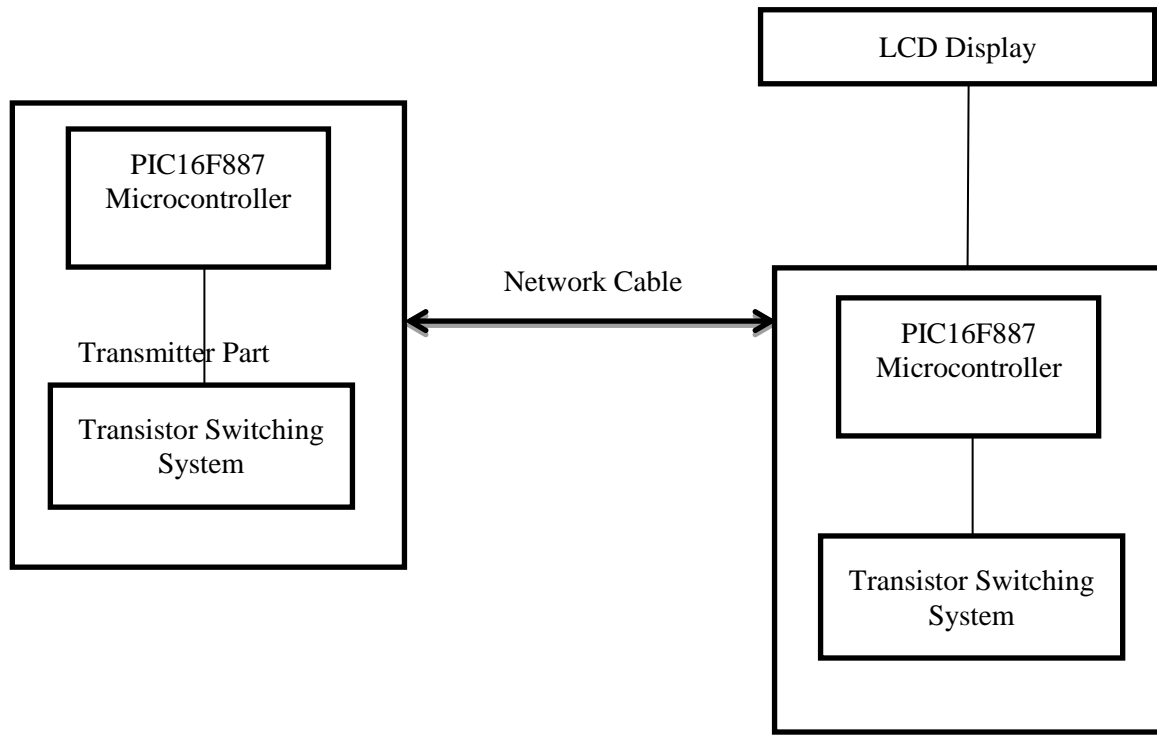 LCD Display
PIC16F887
Microcontroller
Network Cable
PIC16F887
Microcontroller
Transmitter Part
Transistor Switching
System
Transistor Switching
System